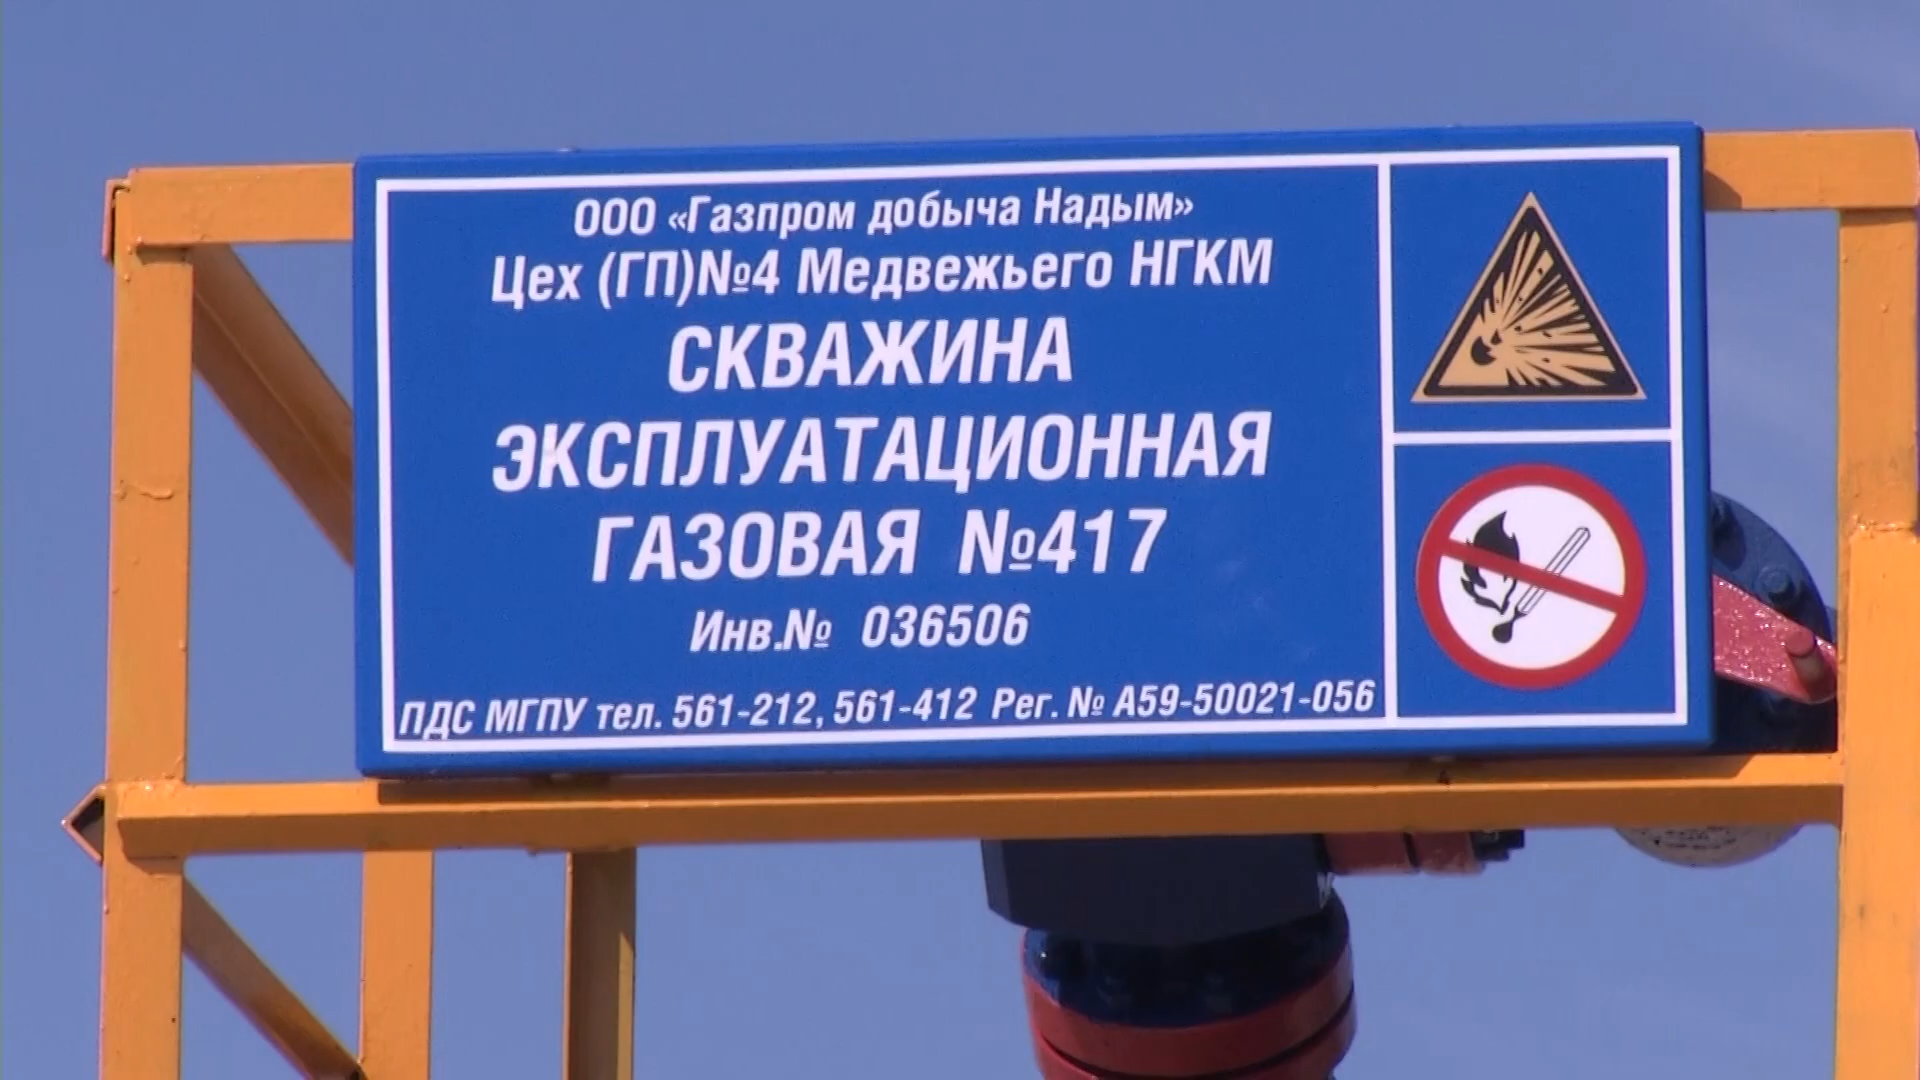 ООО «Газпром добыча Надым»
Цех (ГП)№4 Медвежьего НГКМ
СКВАЖИНА
ЭКСПЛУАТАЦИОННАЯ
ГАЗОВАЯ №417
Инв.№ 036506
ПДС МГПУ тел. 561-212, 561-412 Рег. № А59-50021-056